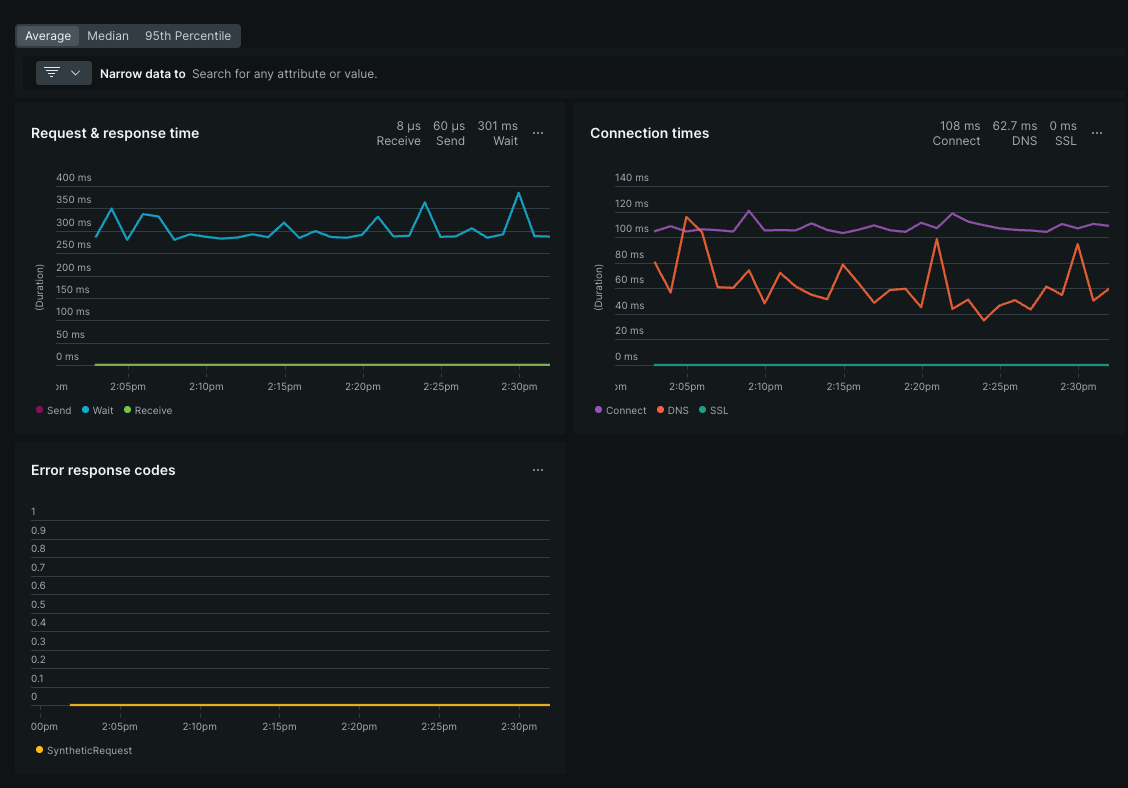 Average Median 95th Percentile
Narrow data to Search for any attribute or value.
Request & response time
8 µs 60 µs 301 ms
Receive Send Wait
...
400 ms
350 ms
300 ms
250 ms
200 ms
150 ms
100 ms
50 ms
0 ms
(Duration)
pm 2:05pm 2:10pm 2:15pm 2:20pm 2:25pm 2:30pm
Send Wait Receive
Connection times
108 ms 62.7 ms 0 ms
Connect DNS SSL
...
140 ms
120 ms
100 ms
80 ms
60 ms
40 ms
20 ms
0 ms
(Duration)
pm 2:05pm 2:10pm 2:15pm 2:20pm 2:25pm 2:30pm
Connect DNS SSL
Error response codes
...
1
0.9
0.8
0.7
0.6
0.5
0.4
0.3
0.2
0.1
0
00pm 2:05pm 2:10pm 2:15pm 2:20pm 2:25pm 2:30pm
SyntheticRequest